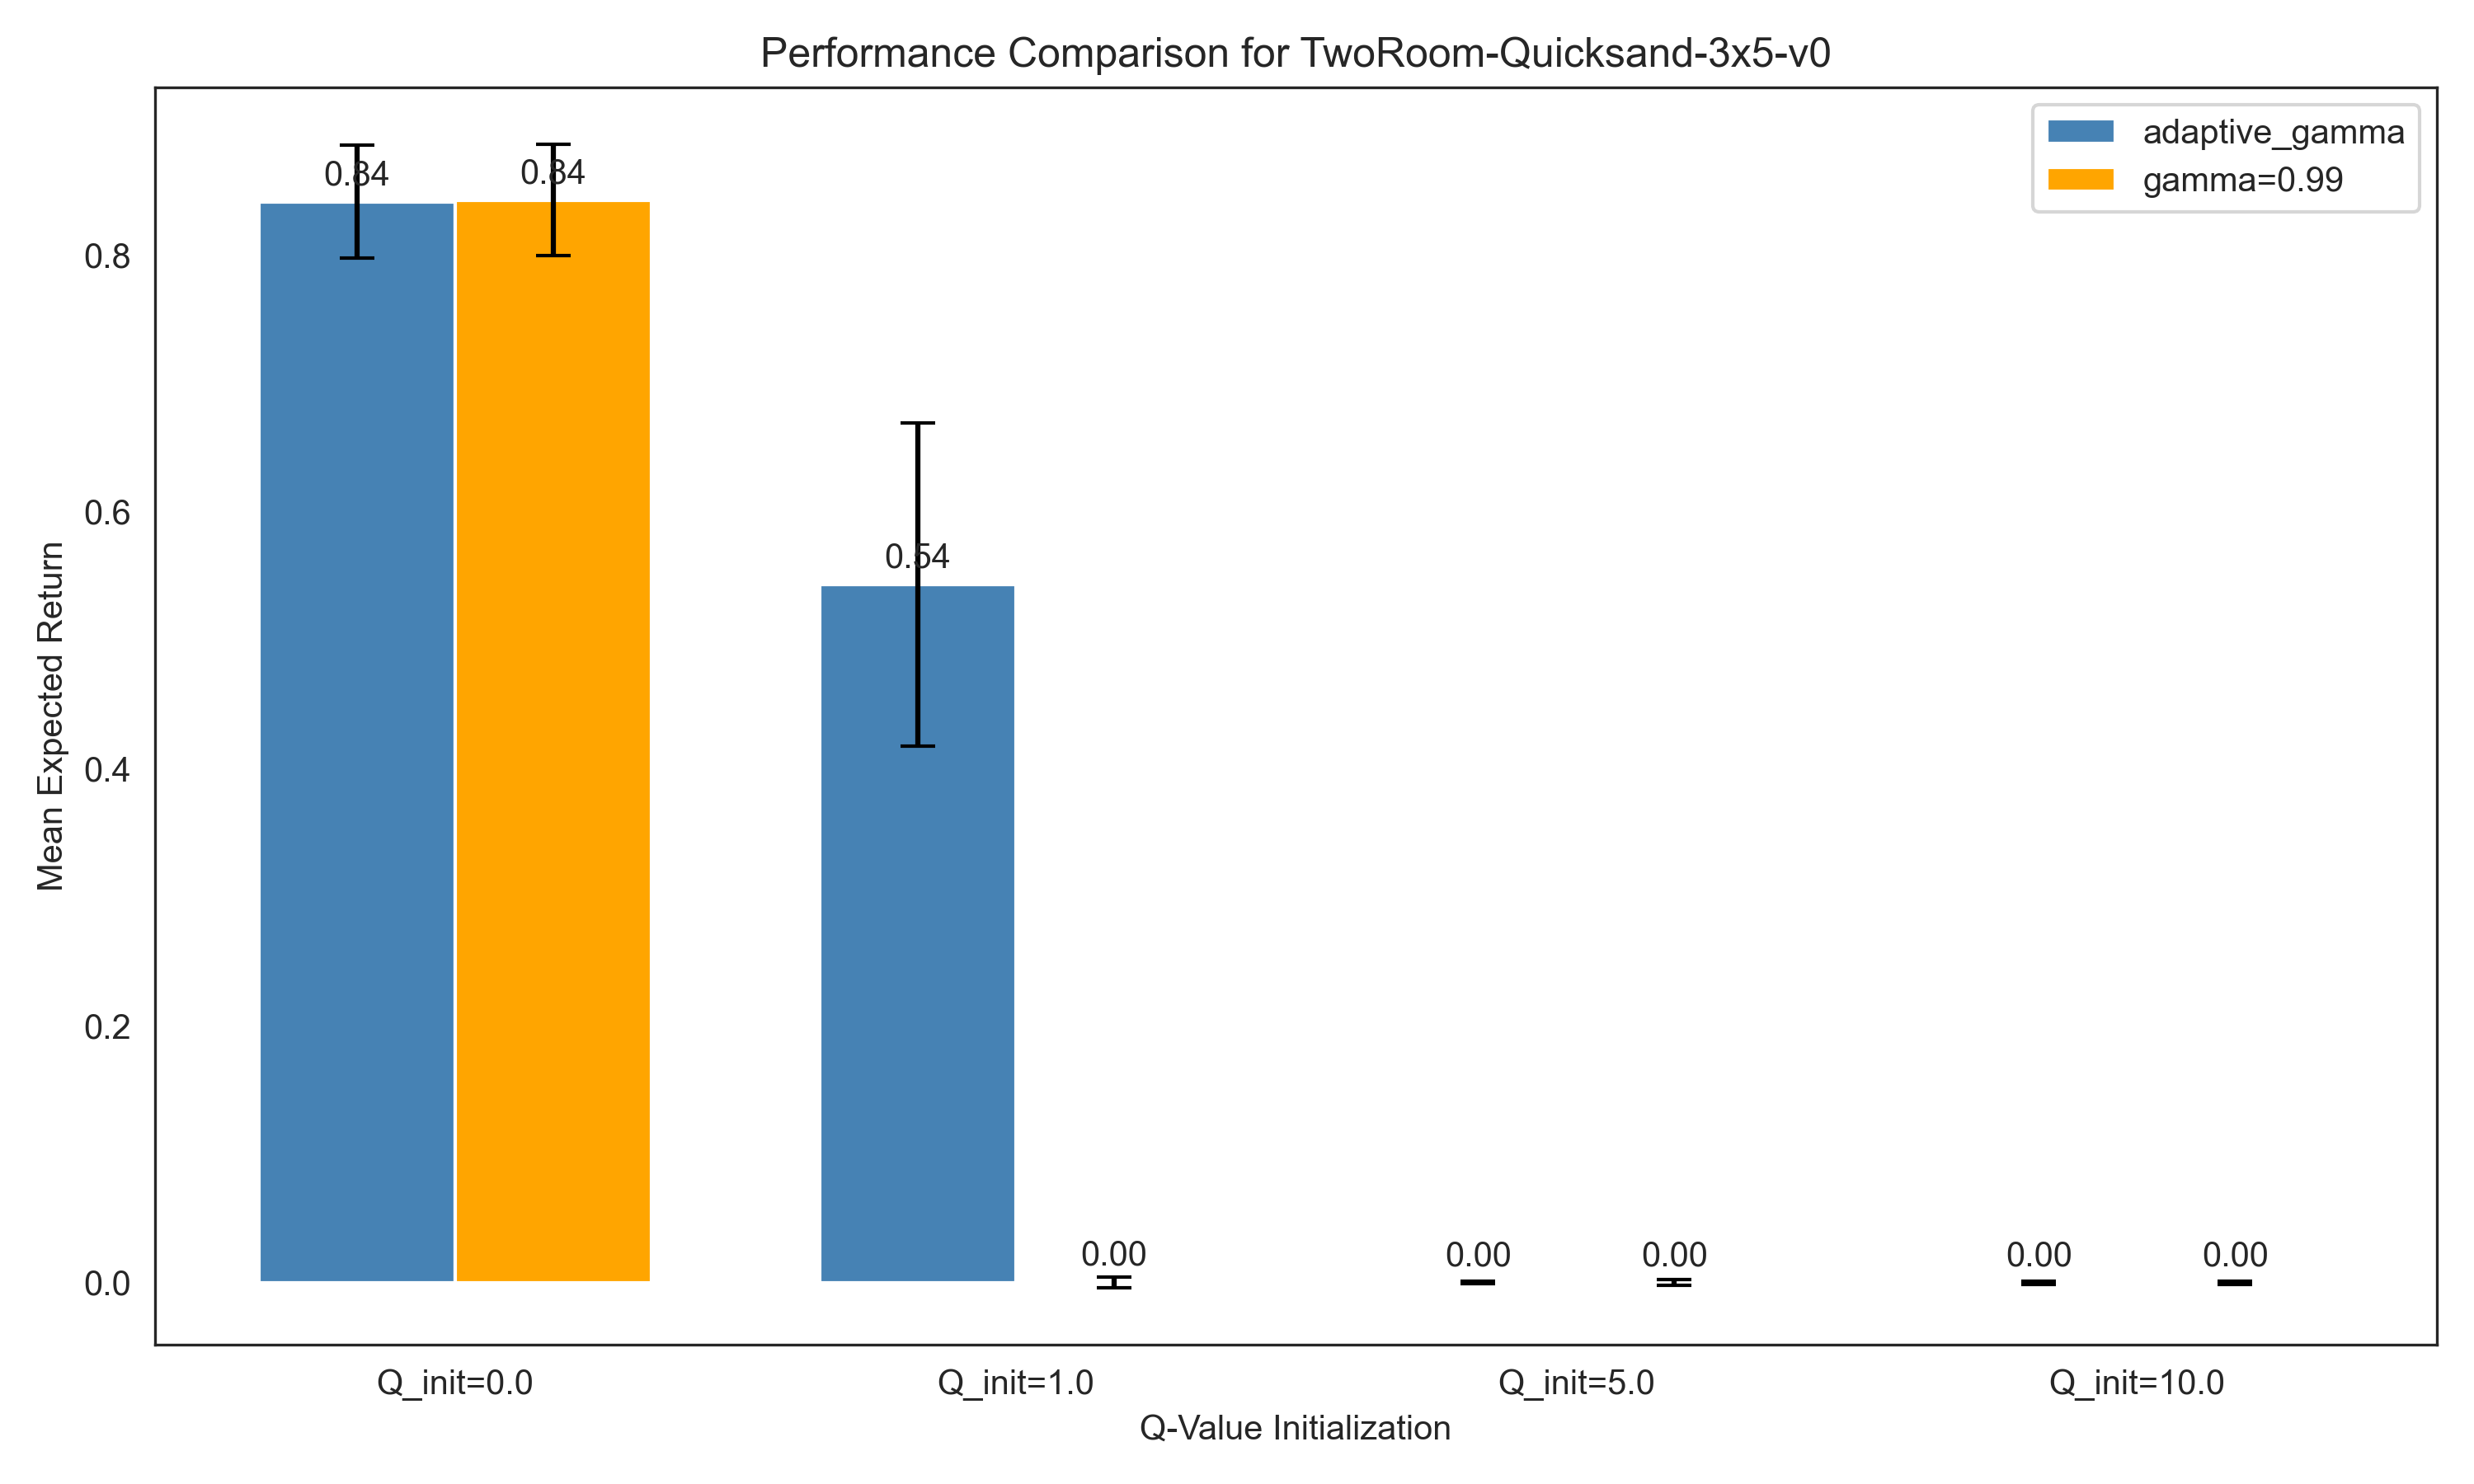 Performance Comparison for TwoRoom-Quicksand-3x5-v0
adaptive_gamma
gamma=0.99
Mean Expected Return
0.8
0.6
0.4
0.2
0.0
0.84
0.84
0.54
0.00
0.00
0.00
0.00
0.00
Q_init=0.0
Q_init=1.0
Q_init=5.0
Q_init=10.0
Q-Value Initialization